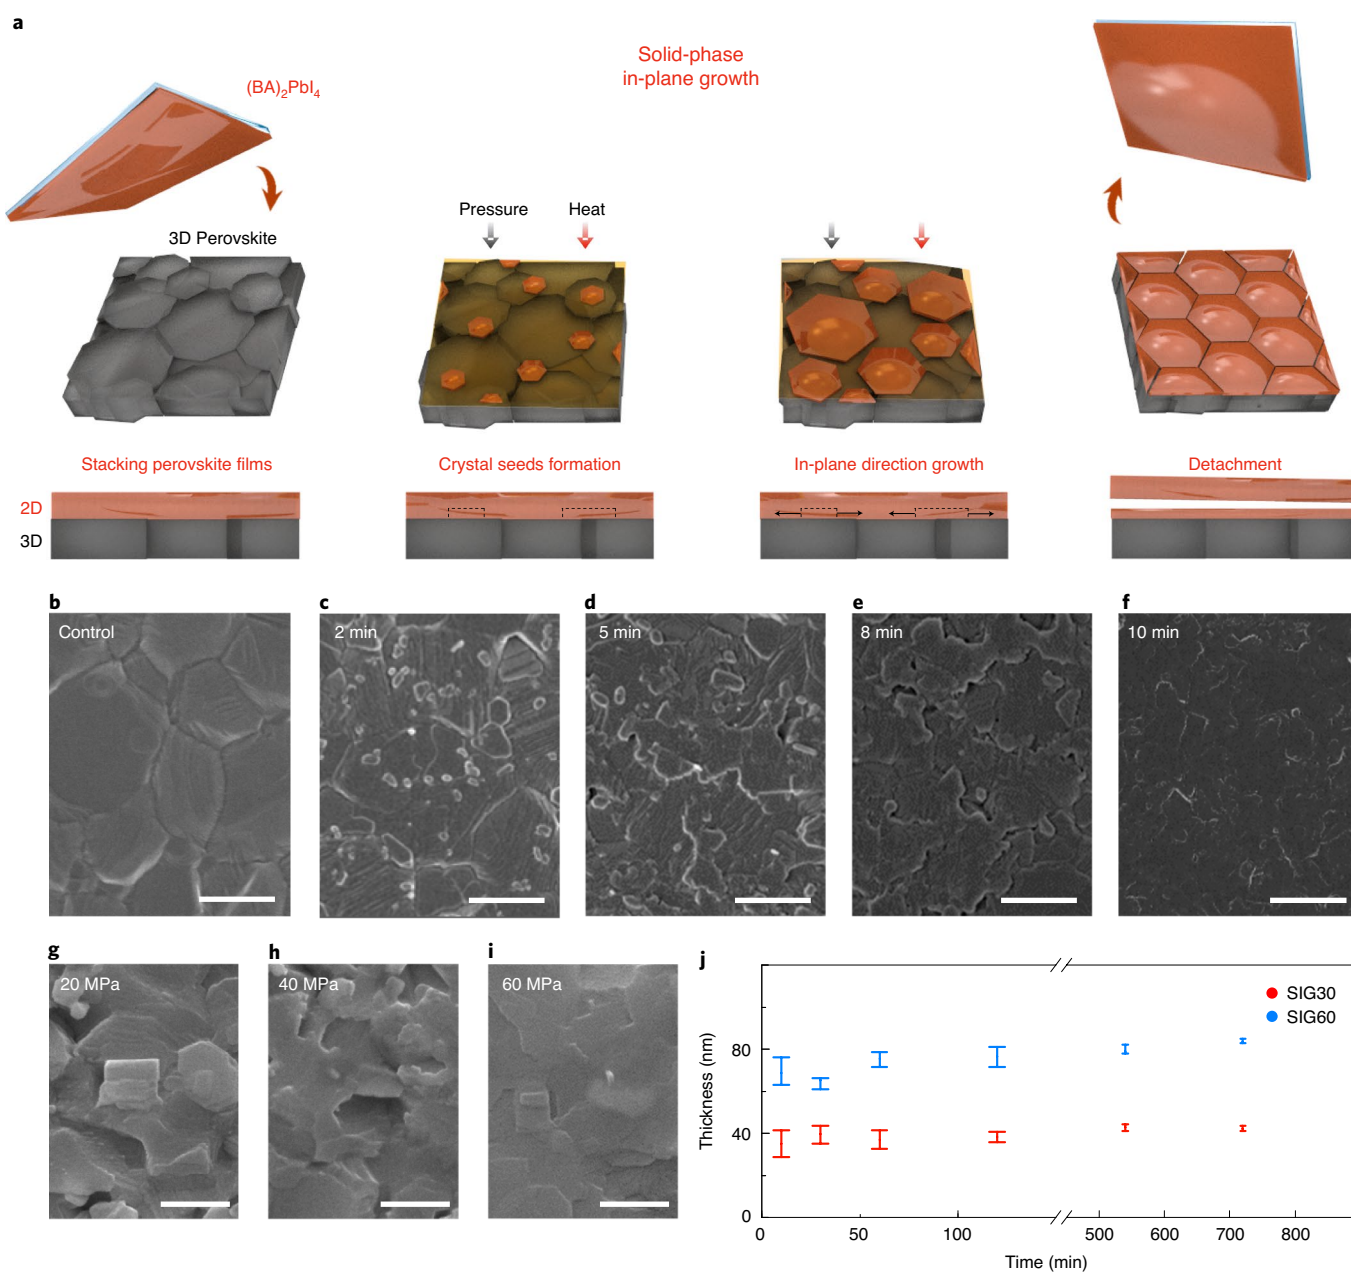 a
Solid-phase
in-plane growth
(BA)₂PbI₄
Pressure
Heat
3D Perovskite
Stacking perovskite films
Crystal seeds formation
In-plane direction growth
Detachment
2D
3D
b
c
d
e
f
Control
2 min
5 min
8 min
10 min
g
h
i
j
20 MPa
40 MPa
60 MPa
SIG30
SIG60
Thickness (nm)
80
40
0
0
50
100
500
600
700
800
Time (min)